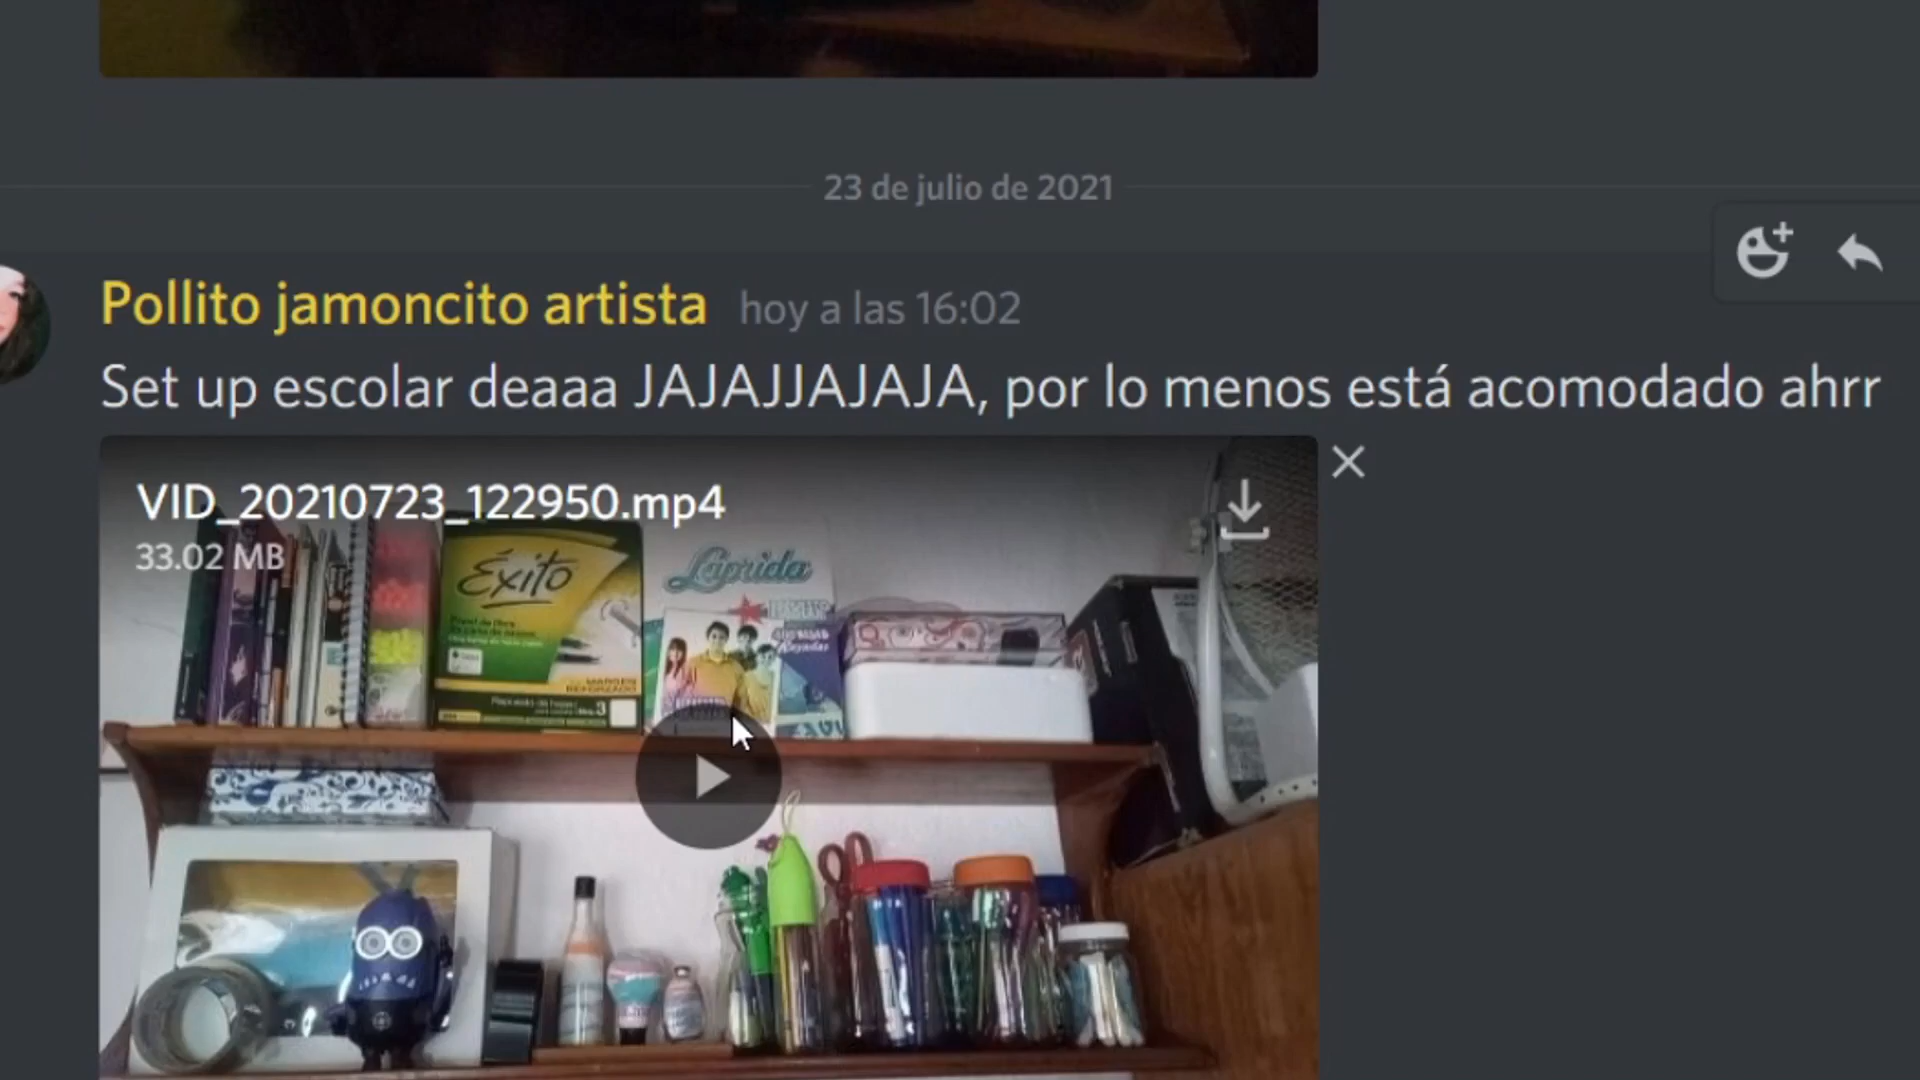 23 de julio de 2021
Pollito jamoncito artista hoy a las 16:02
Set up escolar deaaa JAJAJJAJAJA, por lo menos está acomodado ahrr
VID_20210723_122950.mp4
33.02 MB
Éxito
Laprida
3